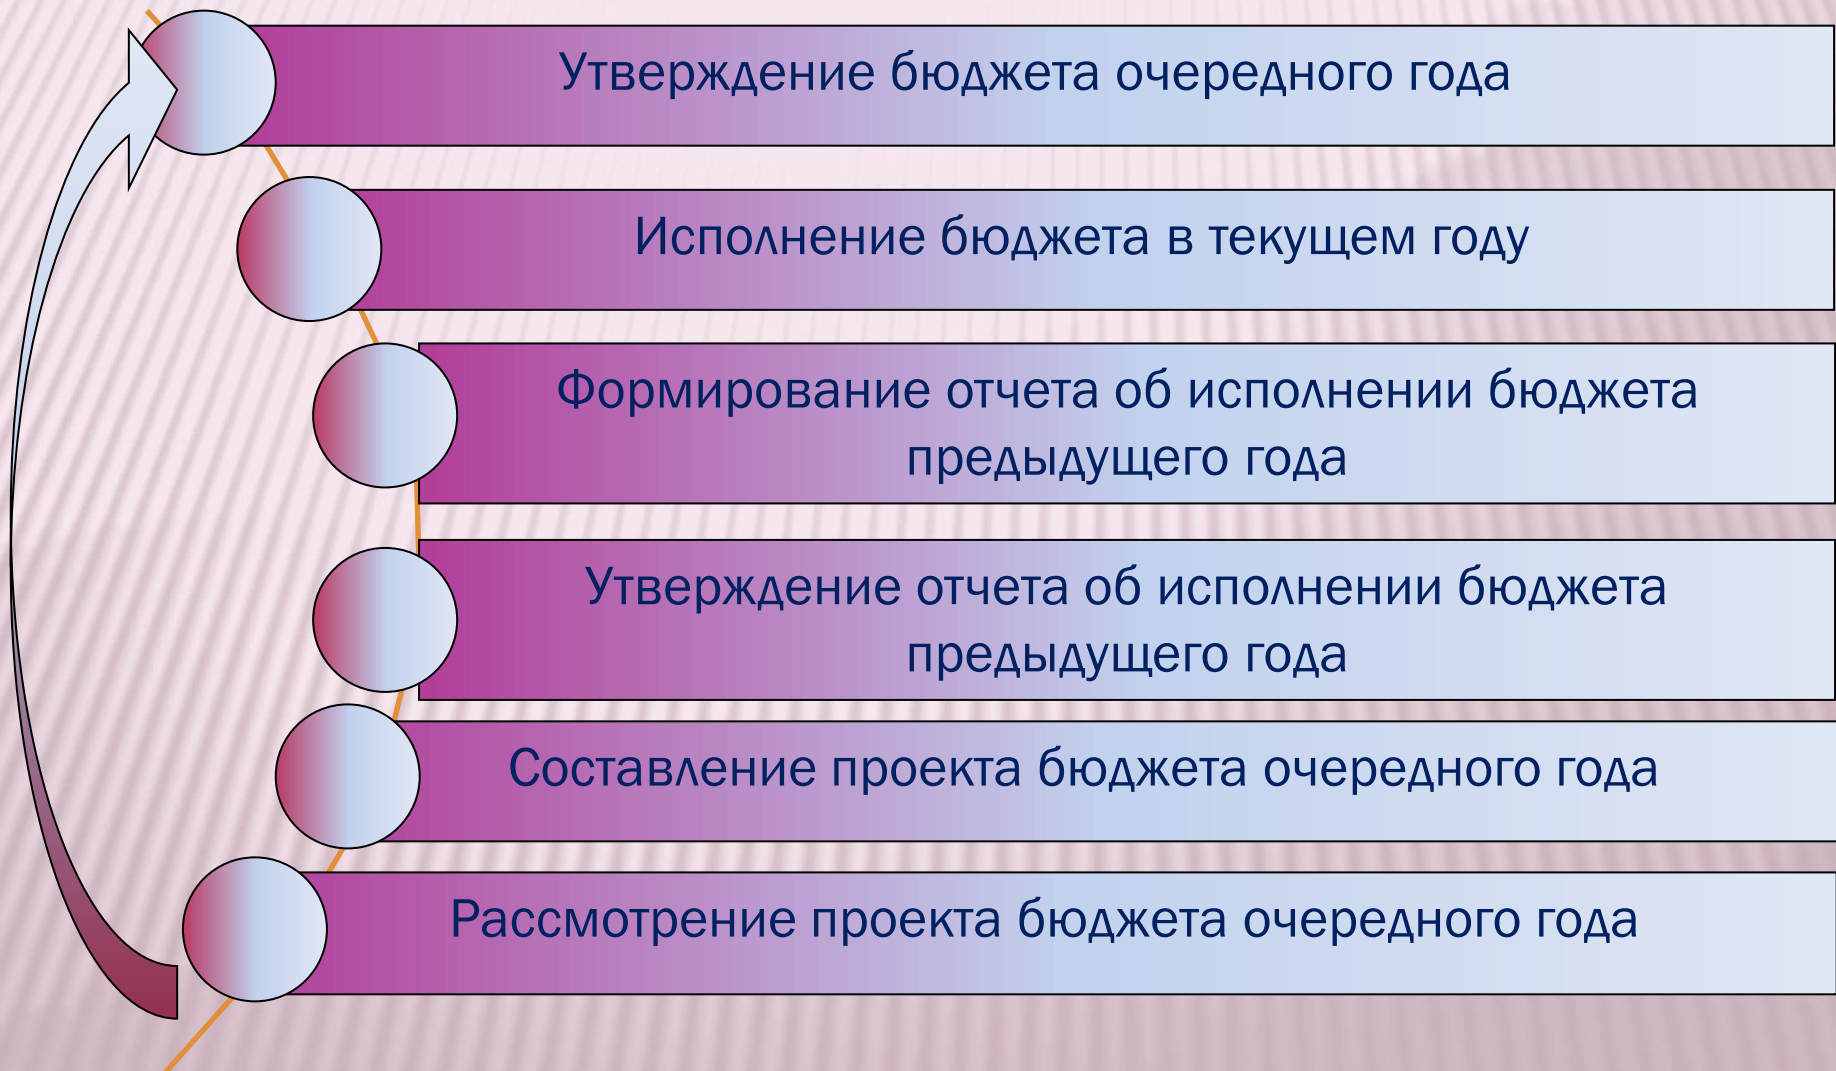 Утверждение бюджета очередного года
Исполнение бюджета в текущем году
Формирование отчета об исполнении бюджета
предыдущего года
Утверждение отчета об исполнении бюджета
предыдущего года
Составление проекта бюджета очередного года
Рассмотрение проекта бюджета очередного года